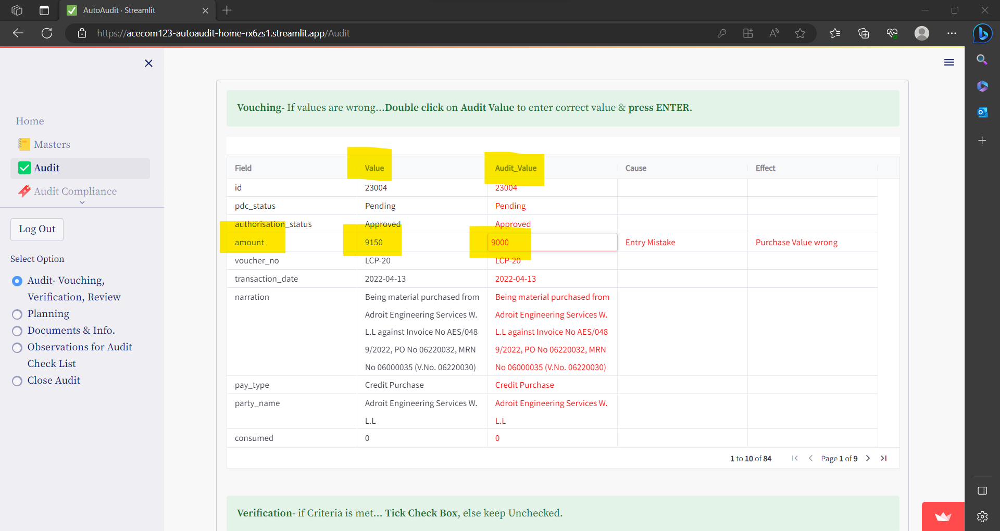 AutoAudit · Streamlit
https://acecom123-autoaudit-home-rx6zs1.streamlit.app/Audit
Home
Masters
Audit
Audit Compliance
Log Out
Select Option
Audit- Vouching,
Verification, Review
Planning
Documents & Info.
Observations for Audit
Check List
Close Audit
Vouching- If values are wrong...Double click on Audit Value to enter correct value & press ENTER.
Field Value Audit_Value Cause Effect
id 23004 23004
pdc_status Pending Pending
authorisation_status Approved Approved
amount 9150 9000 Entry Mistake Purchase Value wrong
voucher_no LCP-20 LCP-20
transaction_date 2022-04-13 2022-04-13
narration Being material purchased from Being material purchased from
Adroit Engineering Services W. Adroit Engineering Services W.
L.L against Invoice No AES/048 L.L against Invoice No AES/048
9/2022, PO No 06220032, MRN 9/2022, PO No 06220032, MRN
No 06000035 (V.No. 06220030) No 06000035 (V.No. 06220030)
pay_type Credit Purchase Credit Purchase
party_name Adroit Engineering Services W. Adroit Engineering Services W.
L.L L.L
consumed 0 0
1 to 10 of 84 Page 1 of 9
Verification- if Criteria is met... Tick Check Box, else keep Unchecked.